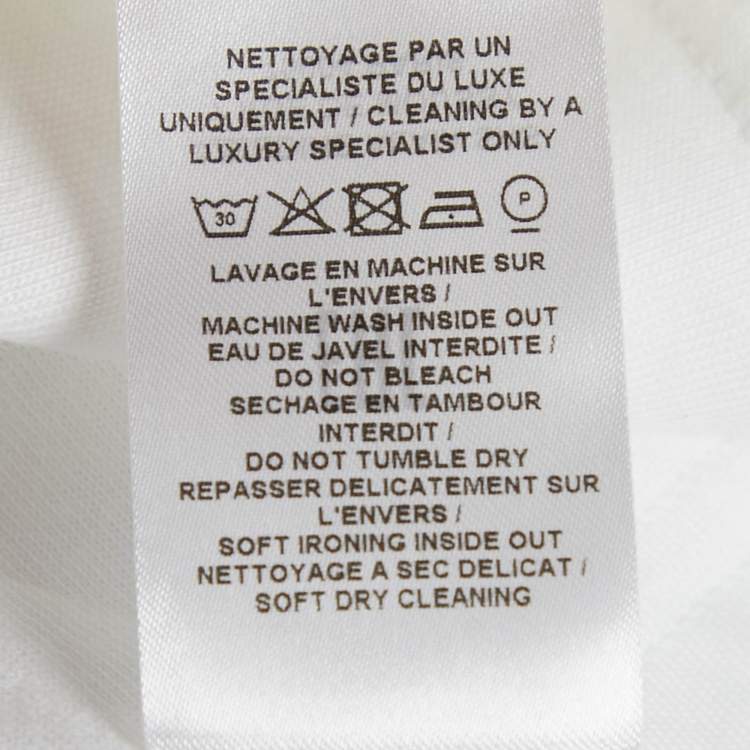 NETTOYAGE PAR UN
SPECIALISTE DU LUXE
UNIQUEMENT / CLEANING BY A
LUXURY SPECIALIST ONLY
30 P
LAVAGE EN MACHINE SUR
L'ENVERS /
MACHINE WASH INSIDE OUT
EAU DE JAVEL INTERDITE /
DO NOT BLEACH
SECHAGE EN TAMBOUR
INTERDIT /
DO NOT TUMBLE DRY
REPASSER DELICATEMENT SUR
L'ENVERS /
SOFT IRONING INSIDE OUT
NETTOYAGE A SEC DELICAT /
SOFT DRY CLEANING